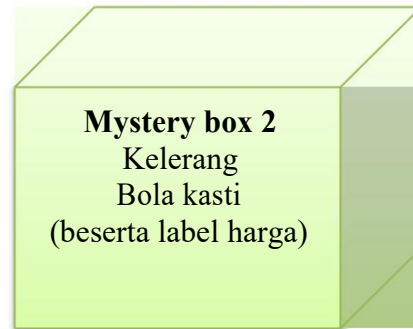 Mystery box 2
Kelerang
Bola kasti
(beserta label harga)